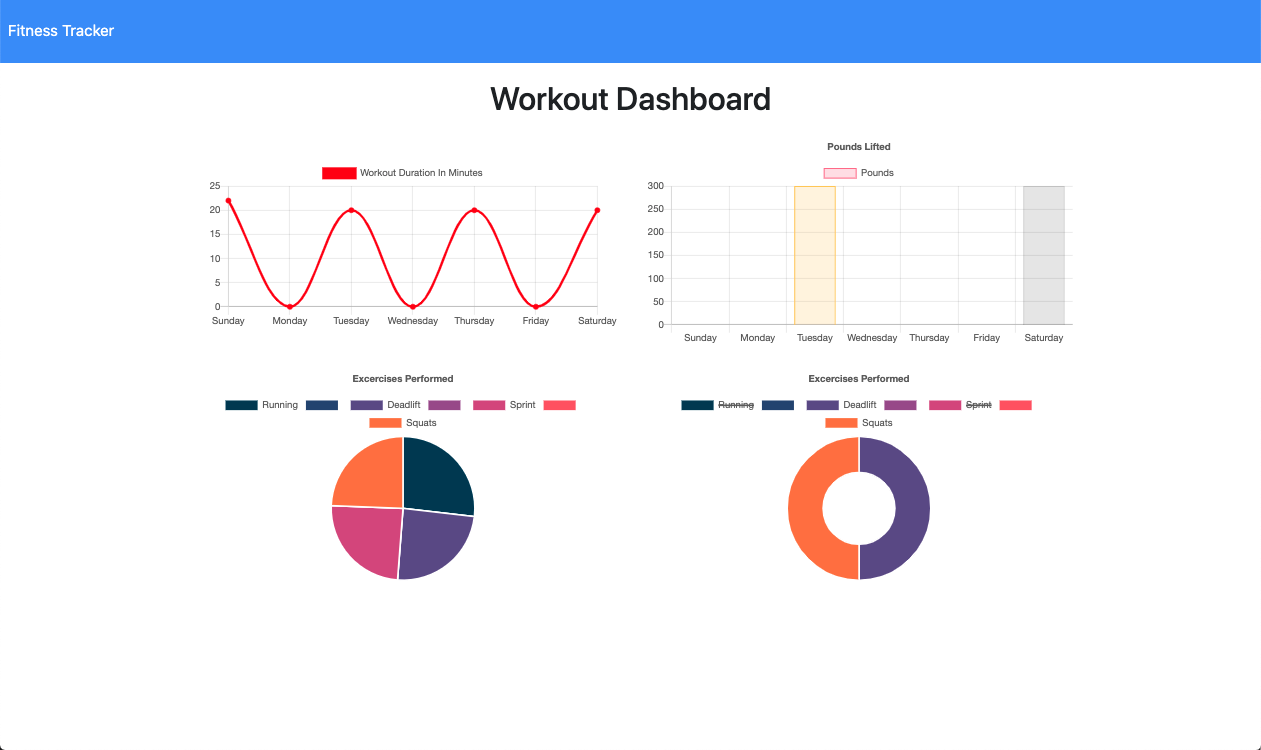 Fitness Tracker
Workout Dashboard
Workout Duration In Minutes
25
20
15
10
5
0
Sunday Monday Tuesday Wednesday Thursday Friday Saturday
Pounds Lifted
Pounds
300
250
200
150
100
50
0
Sunday Monday Tuesday Wednesday Thursday Friday Saturday
Excercises Performed
Running Deadlift Sprint
Squats
Excercises Performed
Running Deadlift Sprint
Squats